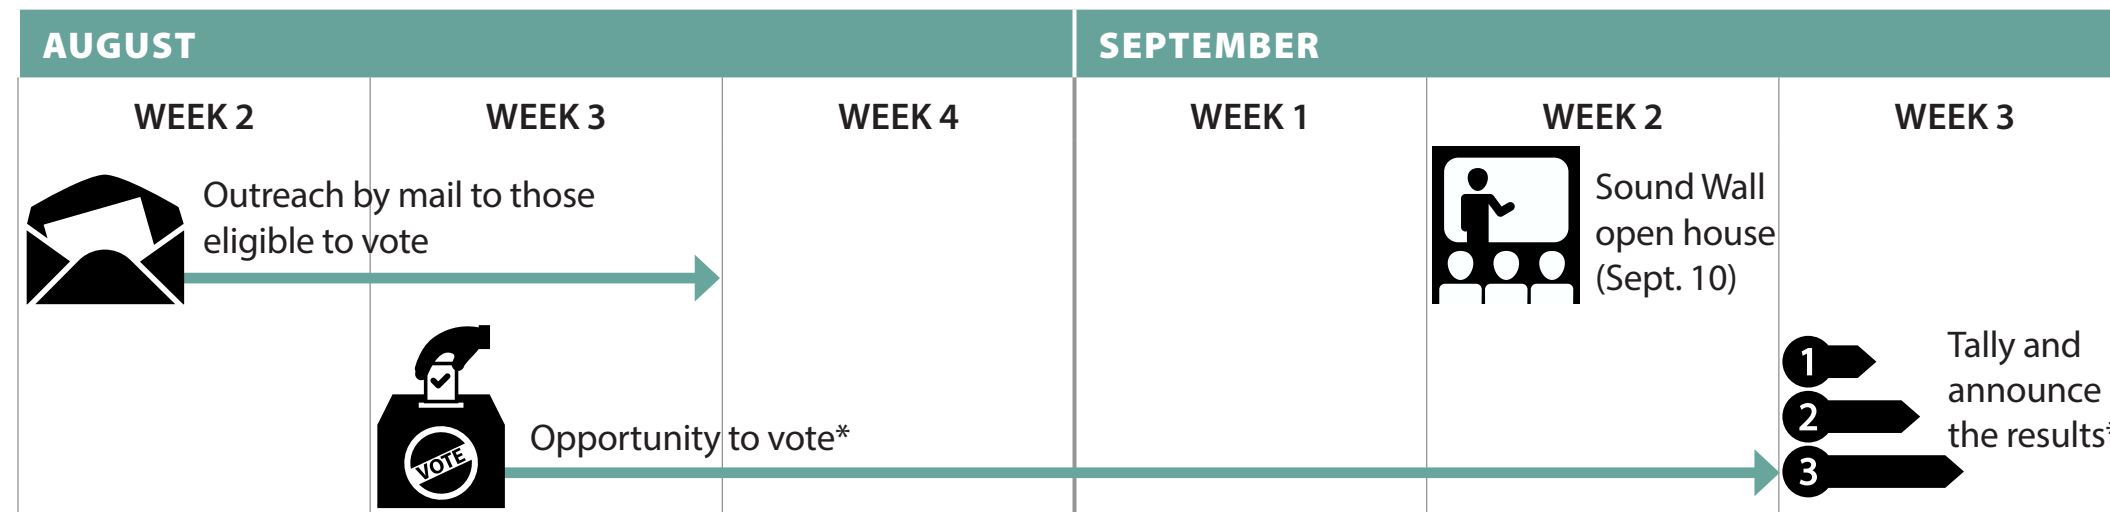 AUGUST
SEPTEMBER
WEEK 2
WEEK 3
WEEK 4
WEEK 1
WEEK 2
WEEK 3
Outreach by mail to those
eligible to vote
Sound Wall
open house
(Sept. 10)
VOTE
Opportunity to vote*
1
2
3
Tally and
announce
the results*